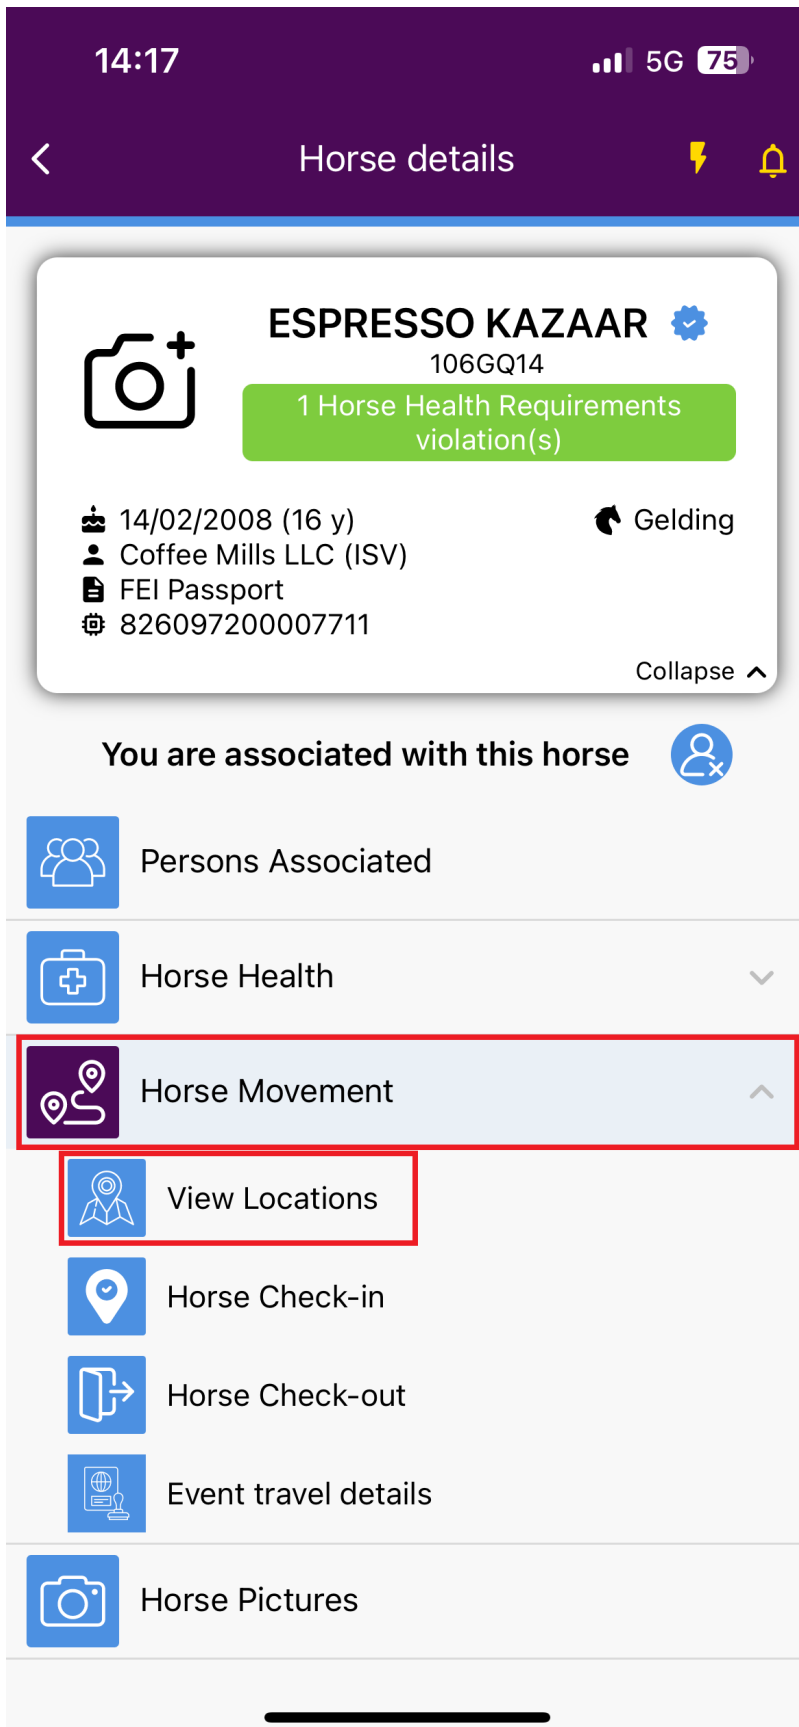 14:17
5G 75
Horse details
ESPRESSO KAZAAR
106GQ14
1 Horse Health Requirements
violation(s)
14/02/2008 (16 y)
Gelding
Coffee Mills LLC (ISV)
FEI Passport
826097200007711
Collapse
You are associated with this horse
Persons Associated
Horse Health
Horse Movement
View Locations
Horse Check-in
Horse Check-out
Event travel details
Horse Pictures